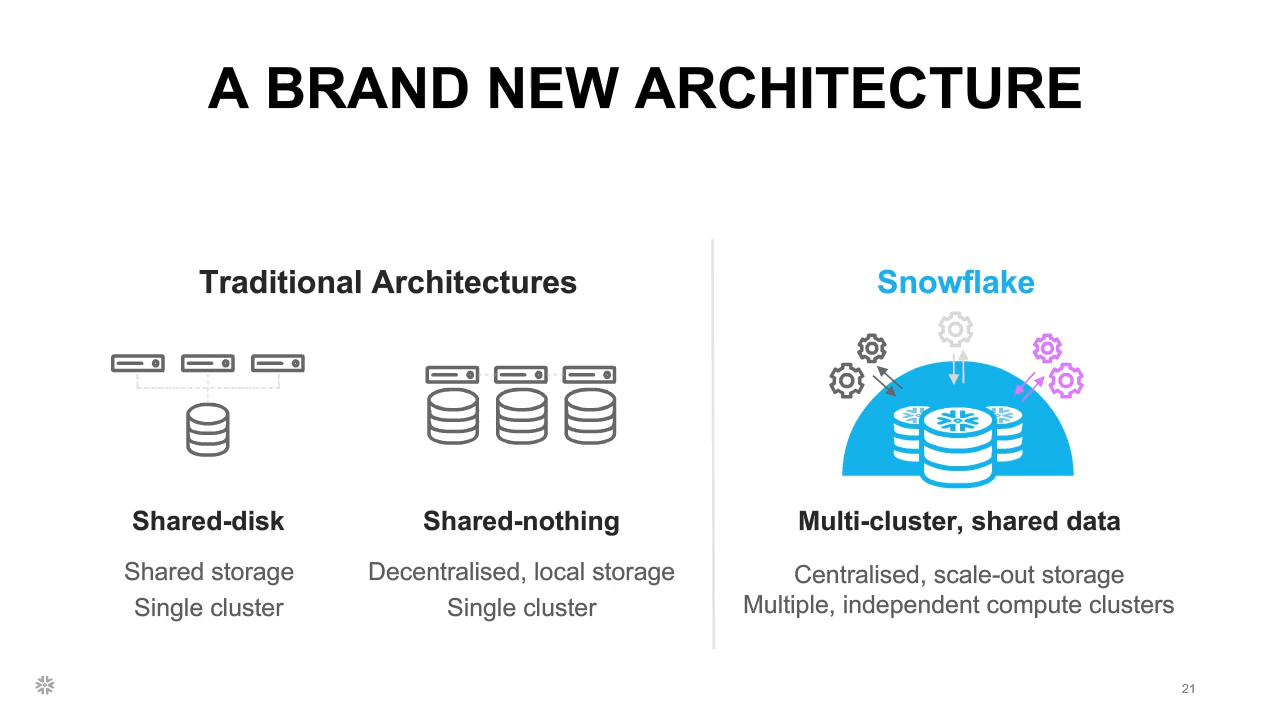 A BRAND NEW ARCHITECTURE
Traditional Architectures
Shared-disk
Shared storage
Single cluster
Shared-nothing
Decentralised, local storage
Single cluster
Snowflake
Multi-cluster, shared data
Centralised, scale-out storage
Multiple, independent compute clusters
21